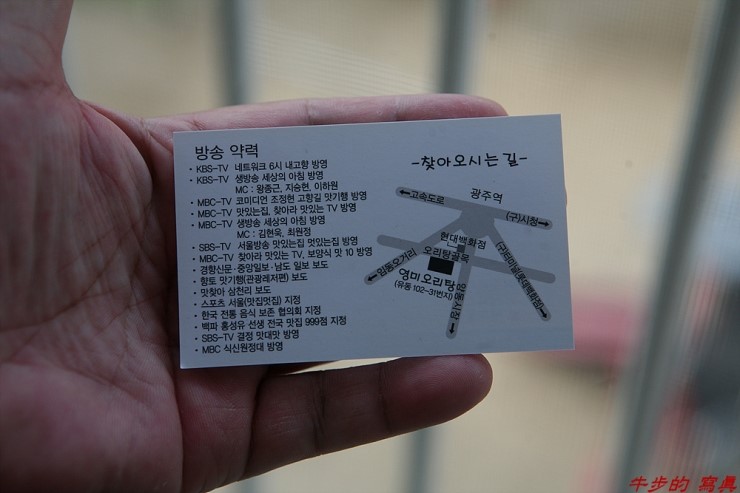 방송 약력
· KBS-TV 네트워크 6시 내고향 방영
· KBS-TV 생방송 세상의 아침 방영
MC : 왕종근, 지승현, 이하원
· MBC-TV 코미디언 조정현 고향길 맛기행 방영
· MBC-TV 맛있는집, 찾아라 맛있는 TV 방영
· MBC-TV 생방송 세상의 아침 방영
MC : 김현욱, 최원정
· SBS-TV 서울방송 맛있는집 멋있는집 방영
· MBC-TV 찾아라 맛있는 TV, 보양식 맛 10 방영
· 경향신문 · 중앙일보 · 남도 일보 보도
· 향토 맛기행(관광레저편) 보도
· 맛찾아 삼천리 보도
· 스포츠 서울(맛집멋집) 지정
· 한국 전통 음식 보존 협의회 지정
· 백파 홍성유 선생 전국 맛집 999점 지정
· SBS-TV 결정 맛대맛 방영
· MBC 식신원정대 방영
-찾아오시는길-
고속도로
광주역
(구)시청
현대백화점
오리탕골목
임동오거리
영미오리탕
(유동 102-31번지)
양동시장
牛步的 寫真